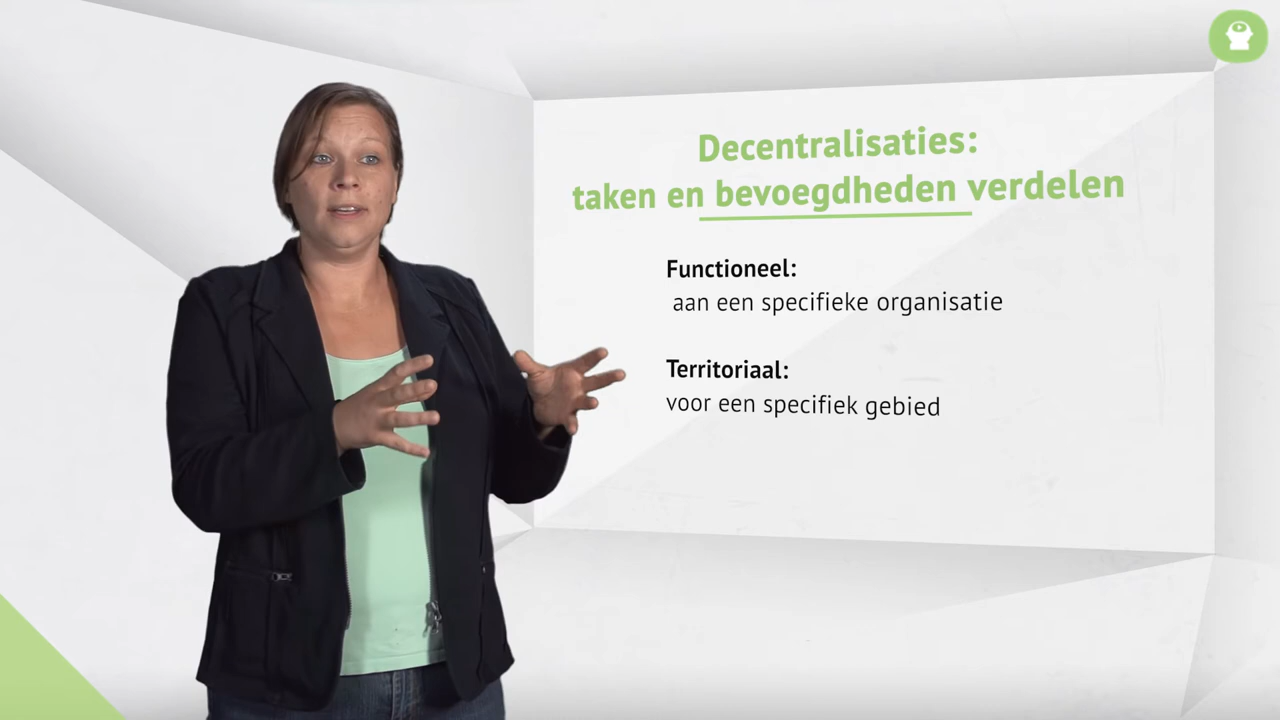 Decentralisaties:
taken en bevoegdheden verdelen
Functioneel:
aan een specifieke organisatie
Territoriaal:
voor een specifiek gebied